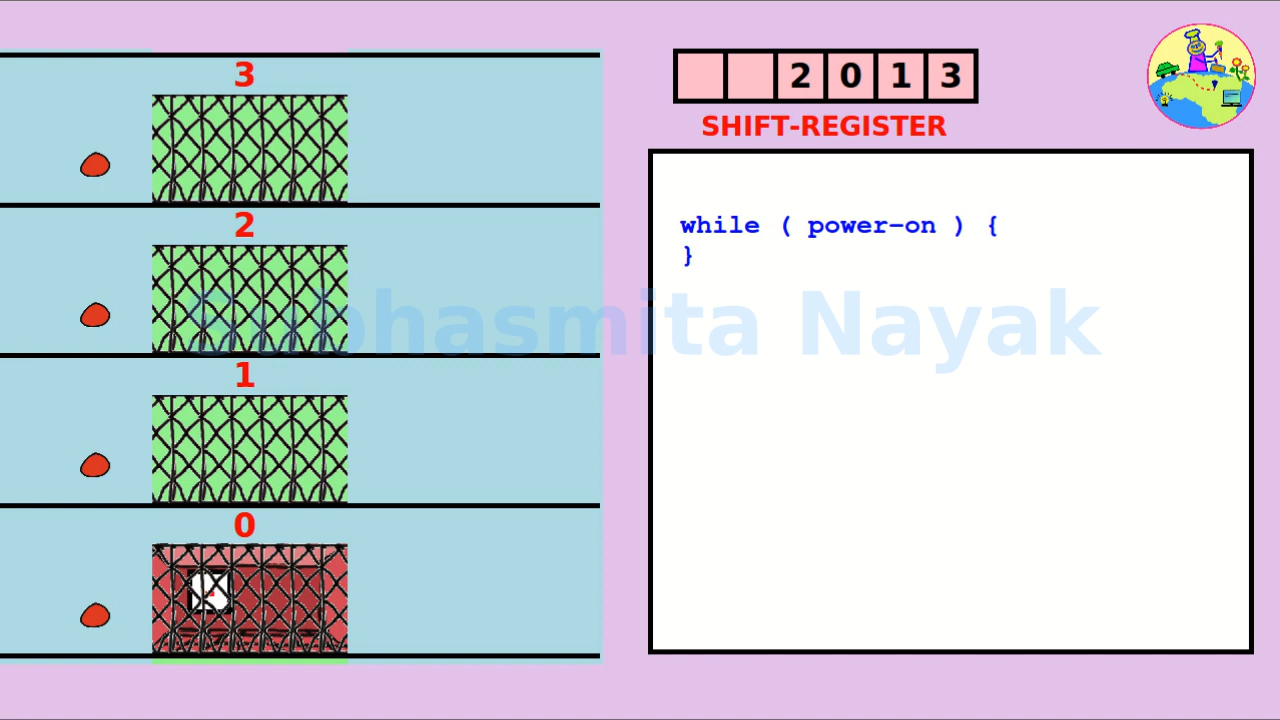 3
2
1
0
2 0 1 3
SHIFT-REGISTER
while ( power-on ) {
}
Subhasmita Nayak